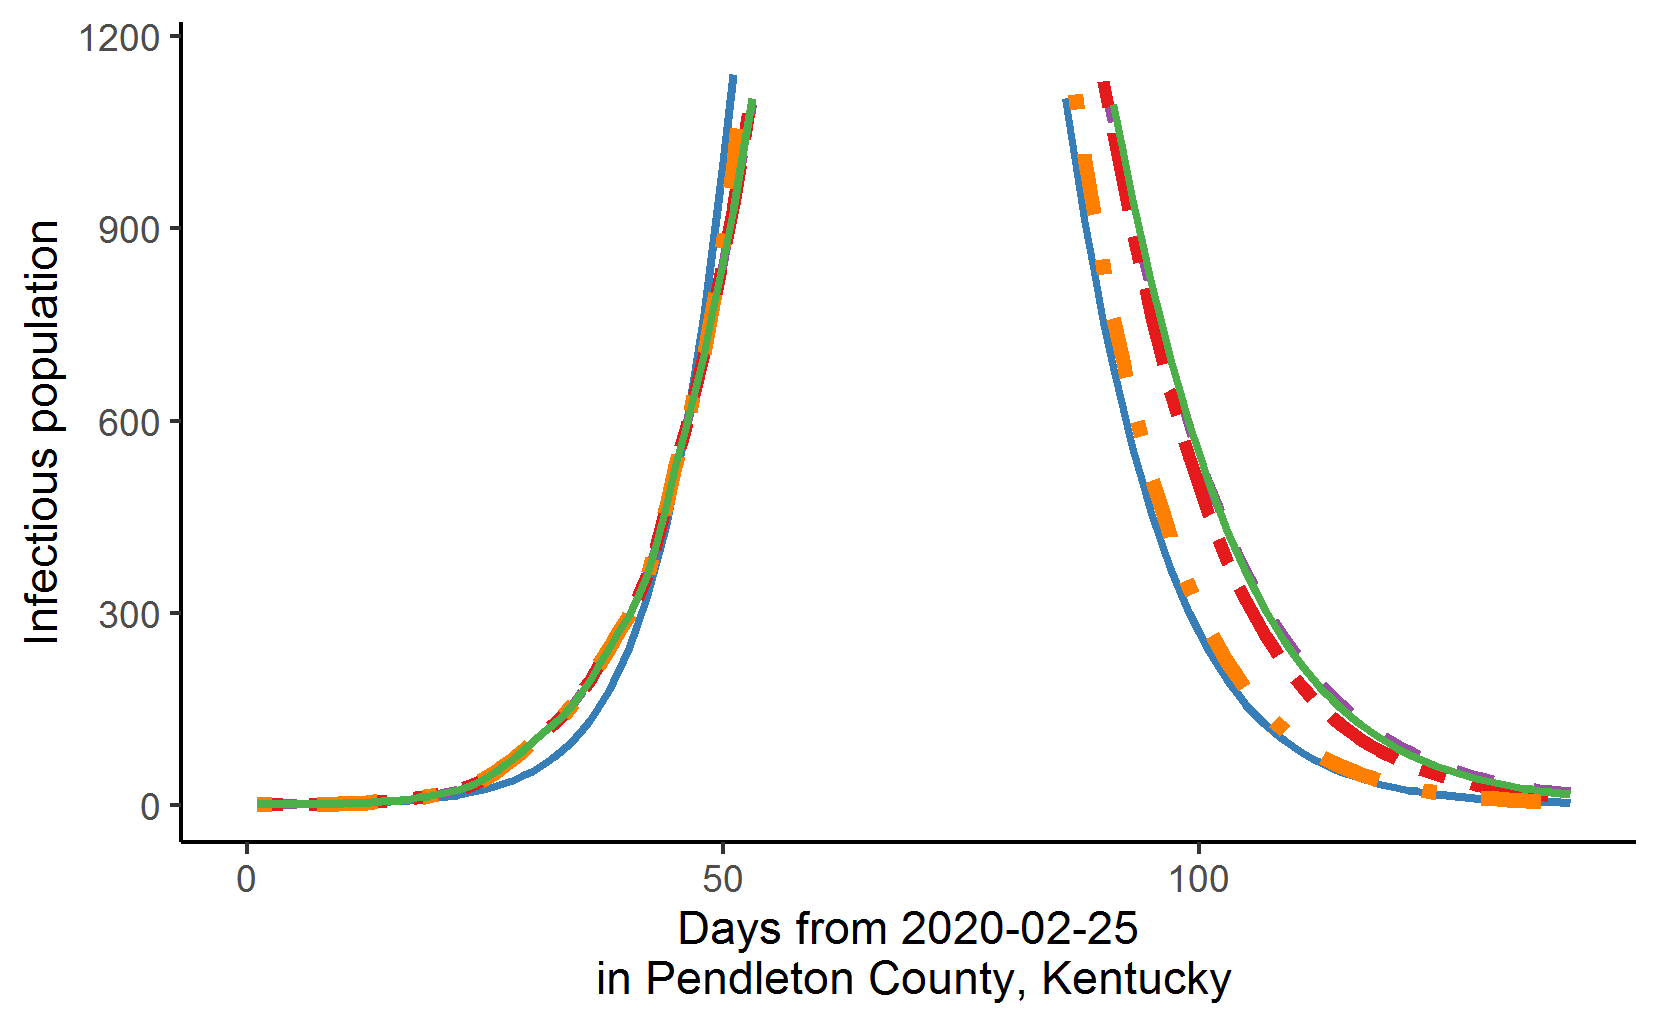 1200
900
600
300
0
Infectious population
0 50 100
Days from 2020-02-25
in Pendleton County, Kentucky